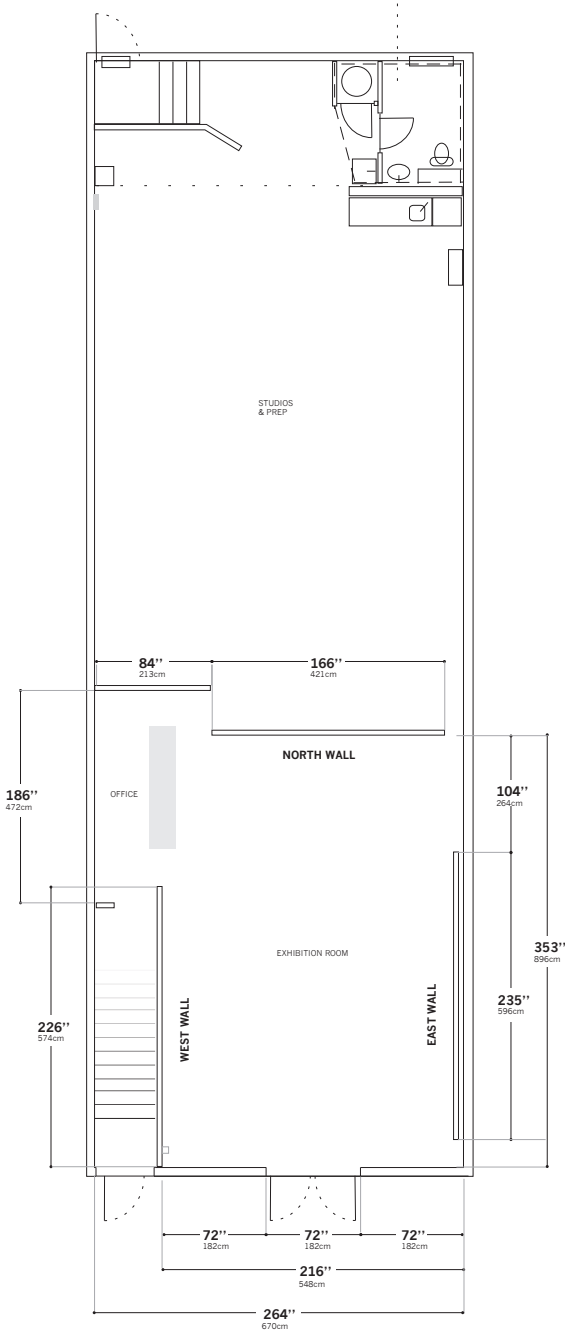 STUDIOS
& PREP
84’’
213cm
166’’
421cm
NORTH WALL
186’’
472cm
OFFICE
104’’
264cm
353’’
896cm
EXHIBITION ROOM
235’’
596cm
WEST WALL
EAST WALL
226’’
574cm
72’’
182cm
72’’
182cm
72’’
182cm
216’’
548cm
264’’
670cm